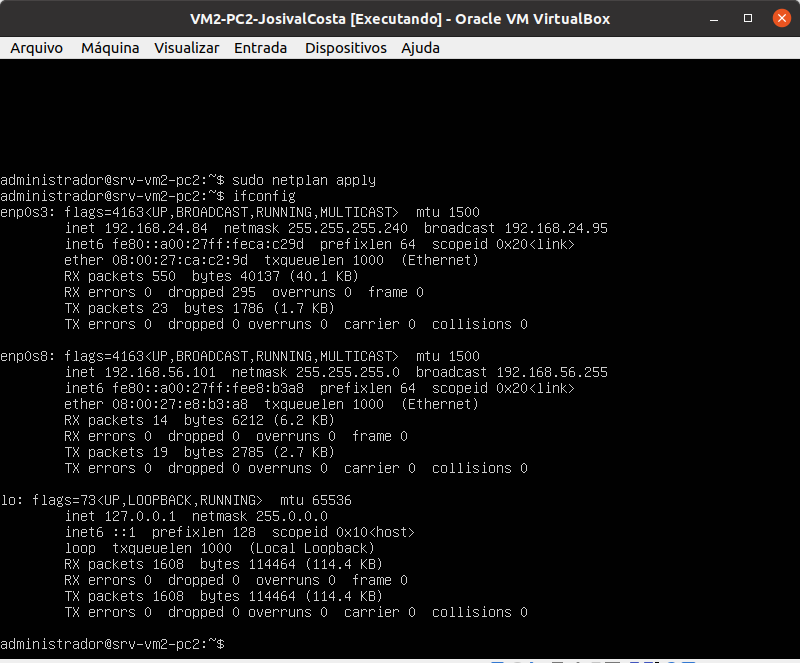 VM2-PC2-JosivalCosta [Executando] - Oracle VM VirtualBox
Arquivo Máquina Visualizar Entrada Dispositivos Ajuda
administrador@srv-vm2-pc2:~$ sudo netplan apply
administrador@srv-vm2-pc2:~$ ifconfig
enp0s3: flags=4163<UP,BROADCAST,RUNNING,MULTICAST>  mtu 1500
        inet 192.168.24.84  netmask 255.255.255.240  broadcast 192.168.24.95
        inet6 fe80::a00:27ff:feca:c29d  prefixlen 64  scopeid 0x20<link>
        ether 08:00:27:ca:c2:9d  txqueuelen 1000  (Ethernet)
        RX packets 550  bytes 40137 (40.1 KB)
        RX errors 0  dropped 295  overruns 0  frame 0
        TX packets 23  bytes 1786 (1.7 KB)
        TX errors 0  dropped 0 overruns 0  carrier 0  collisions 0
enp0s8: flags=4163<UP,BROADCAST,RUNNING,MULTICAST>  mtu 1500
        inet 192.168.56.101  netmask 255.255.255.0  broadcast 192.168.56.255
        inet6 fe80::a00:27ff:fee8:b3a8  prefixlen 64  scopeid 0x20<link>
        ether 08:00:27:e8:b3:a8  txqueuelen 1000  (Ethernet)
        RX packets 14  bytes 6212 (6.2 KB)
        RX errors 0  dropped 0  overruns 0  frame 0
        TX packets 19  bytes 2785 (2.7 KB)
        TX errors 0  dropped 0 overruns 0  carrier 0  collisions 0
lo: flags=73<UP,LOOPBACK,RUNNING>  mtu 65536
        inet 127.0.0.1  netmask 255.0.0.0
        inet6 ::1  prefixlen 128  scopeid 0x10<host>
        loop  txqueuelen 1000  (Local Loopback)
        RX packets 1608  bytes 114464 (114.4 KB)
        RX errors 0  dropped 0  overruns 0  frame 0
        TX packets 1608  bytes 114464 (114.4 KB)
        TX errors 0  dropped 0 overruns 0  carrier 0  collisions 0
administrador@srv-vm2-pc2:~$